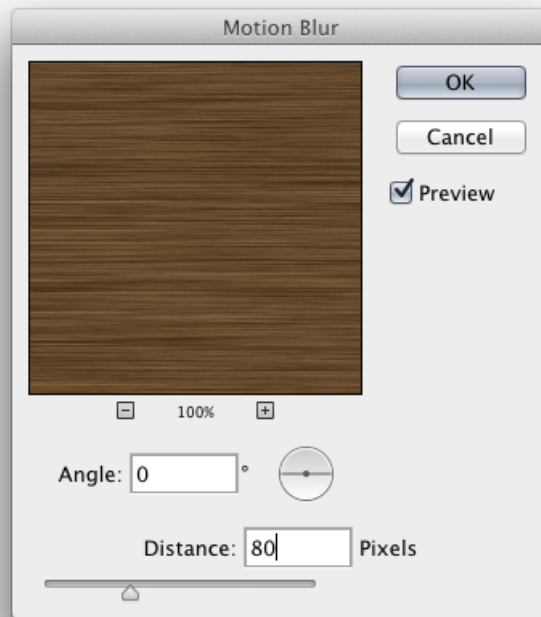 Motion Blur
OK
Cancel
Preview
100%
Angle: 0 °
Distance: 80 Pixels